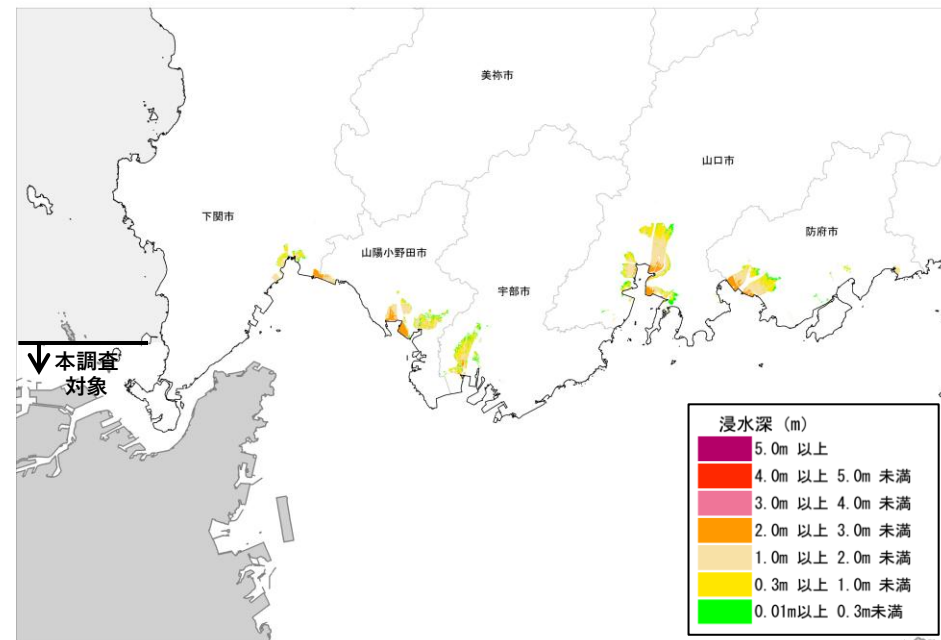 美祢市
山口市
下関市
防府市
山陽小野田市
宇部市
本調査
対象
浸水深 (m)
5.0m 以上
4.0m 以上 5.0m 未満
3.0m 以上 4.0m 未満
2.0m 以上 3.0m 未満
1.0m 以上 2.0m 未満
0.3m 以上 1.0m 未満
0.01m以上 0.3m未満